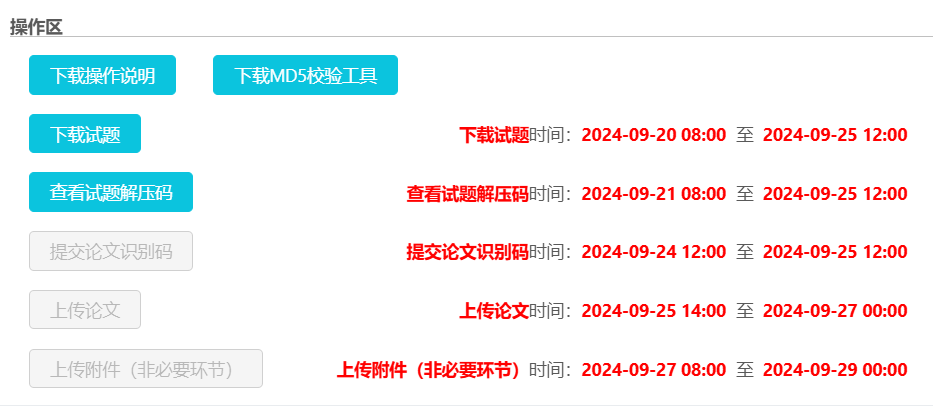 操作区
下载操作说明 下载MD5校验工具
下载试题 下载试题时间：2024-09-20 08:00 至 2024-09-25 12:00
查看试题解压码 查看试题解压码时间：2024-09-21 08:00 至 2024-09-25 12:00
提交论文识别码 提交论文识别码时间：2024-09-24 12:00 至 2024-09-25 12:00
上传论文 上传论文时间：2024-09-25 14:00 至 2024-09-27 00:00
上传附件（非必要环节） 上传附件（非必要环节）时间：2024-09-27 08:00 至 2024-09-29 00:00